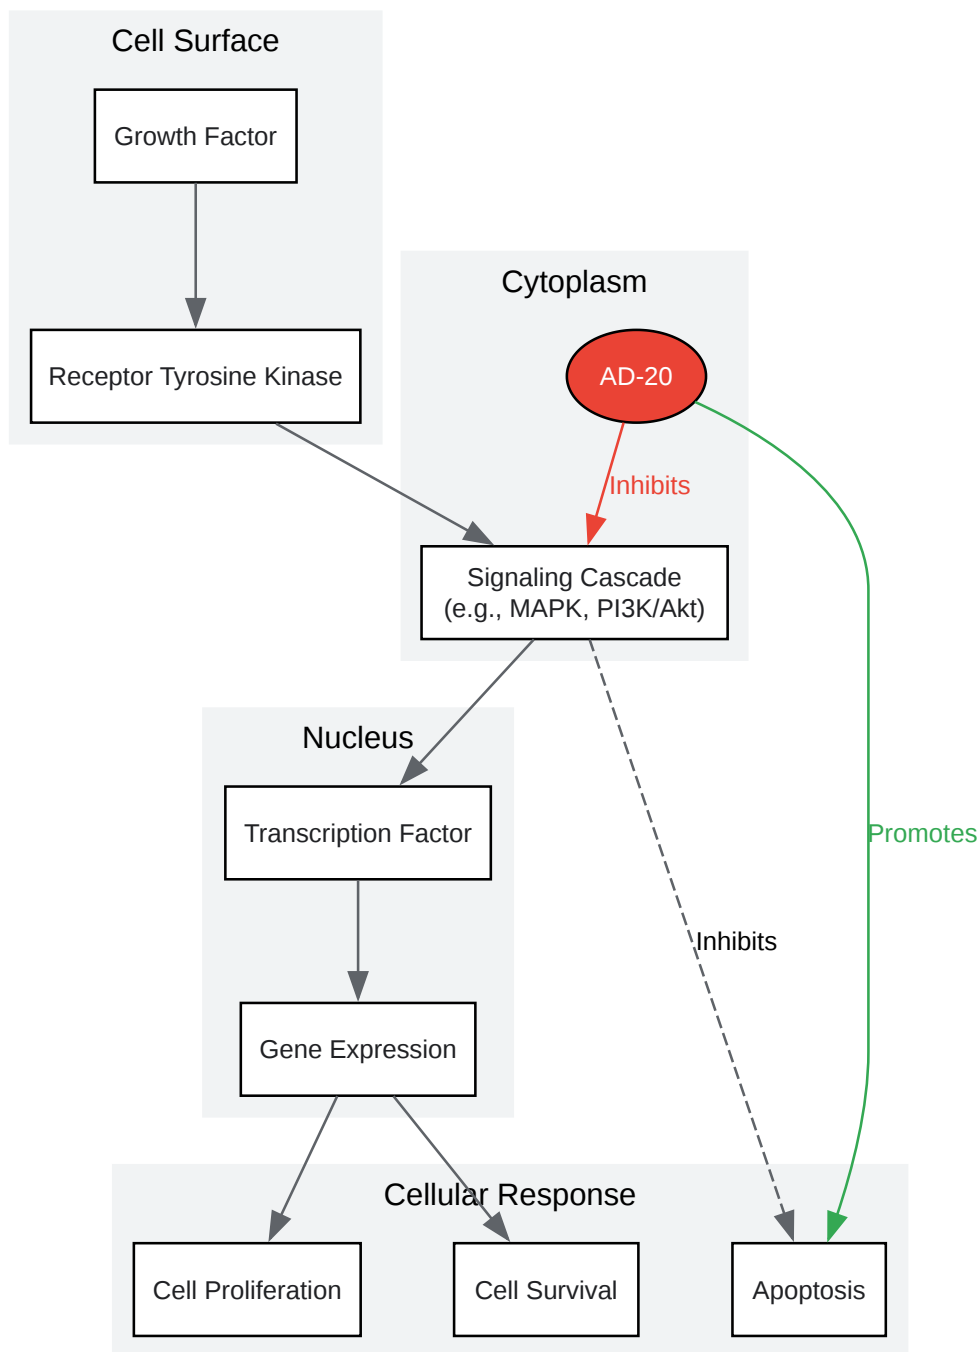 Cell Surface
Growth Factor
Receptor Tyrosine Kinase
Cytoplasm
AD-20
Inhibits
Signaling Cascade
(e.g., MAPK, PI3K/Akt)
Nucleus
Transcription Factor
Promotes
Inhibits
Gene Expression
Cellular Response
Cell Proliferation
Cell Survival
Apoptosis